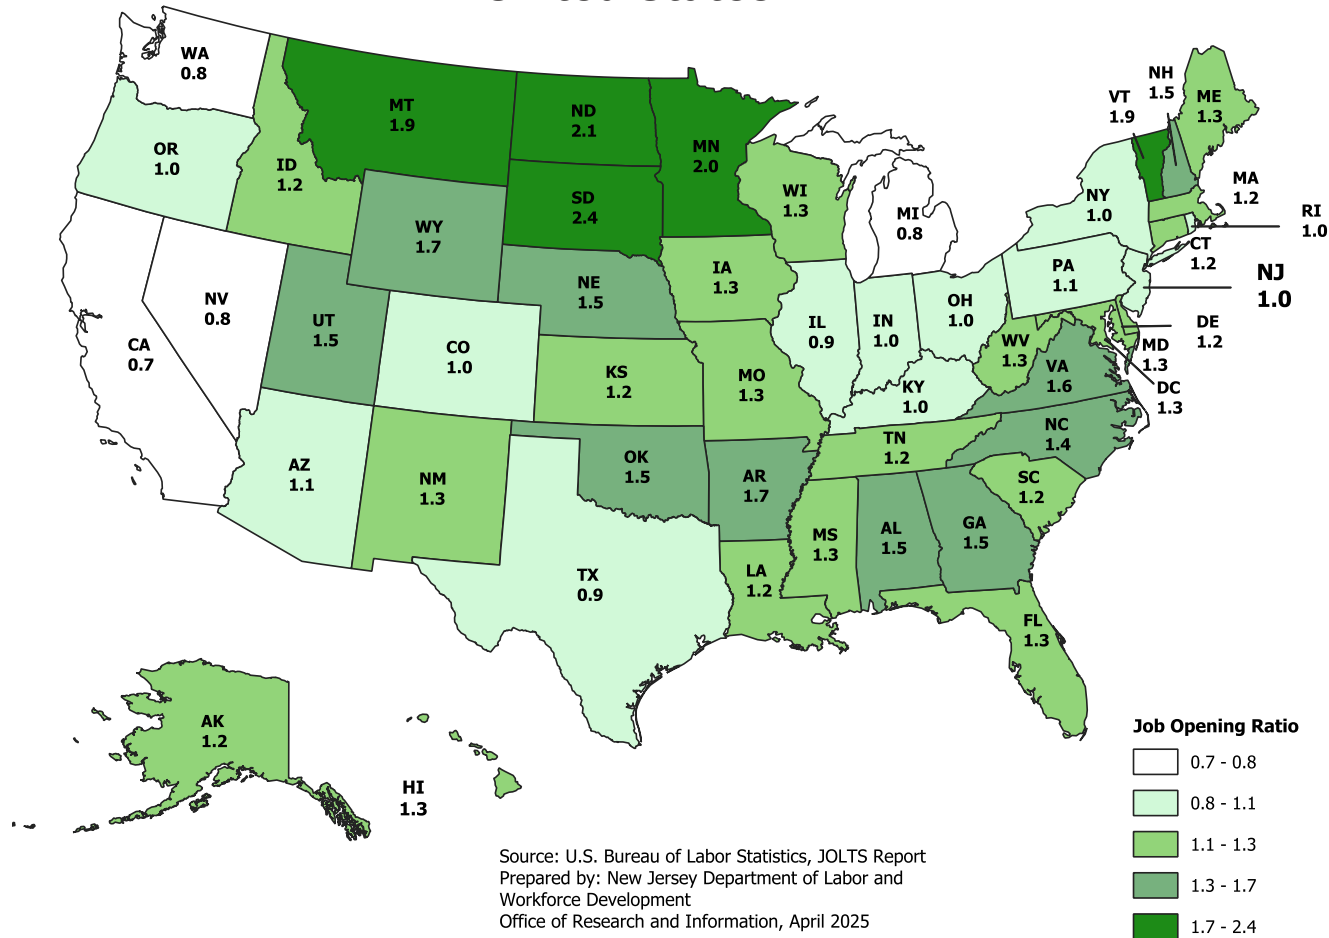 WA
0.8
MT
1.9
ND
2.1
MN
2.0
VT
1.9
NH
1.5
ME
1.3
OR
1.0
ID
1.2
WY
1.7
SD
2.4
WI
1.3
MI
0.8
NY
1.0
MA
1.2
RI
1.0
CT
1.2
NJ
1.0
NV
0.8
UT
1.5
CO
1.0
NE
1.5
IA
1.3
IL
0.9
IN
1.0
OH
1.0
PA
1.1
DE
1.2
MD
1.3
DC
1.3
CA
0.7
KS
1.2
MO
1.3
KY
1.0
WV
1.3
VA
1.6
AZ
1.1
NM
1.3
OK
1.5
AR
1.7
TN
1.2
NC
1.4
SC
1.2
TX
0.9
LA
1.2
MS
1.3
AL
1.5
GA
1.5
FL
1.3
AK
1.2
HI
1.3
Job Opening Ratio
0.7 - 0.8
0.8 - 1.1
1.1 - 1.3
1.3 - 1.7
1.7 - 2.4
Source: U.S. Bureau of Labor Statistics, JOLTS Report
Prepared by: New Jersey Department of Labor and
Workforce Development
Office of Research and Information, April 2025